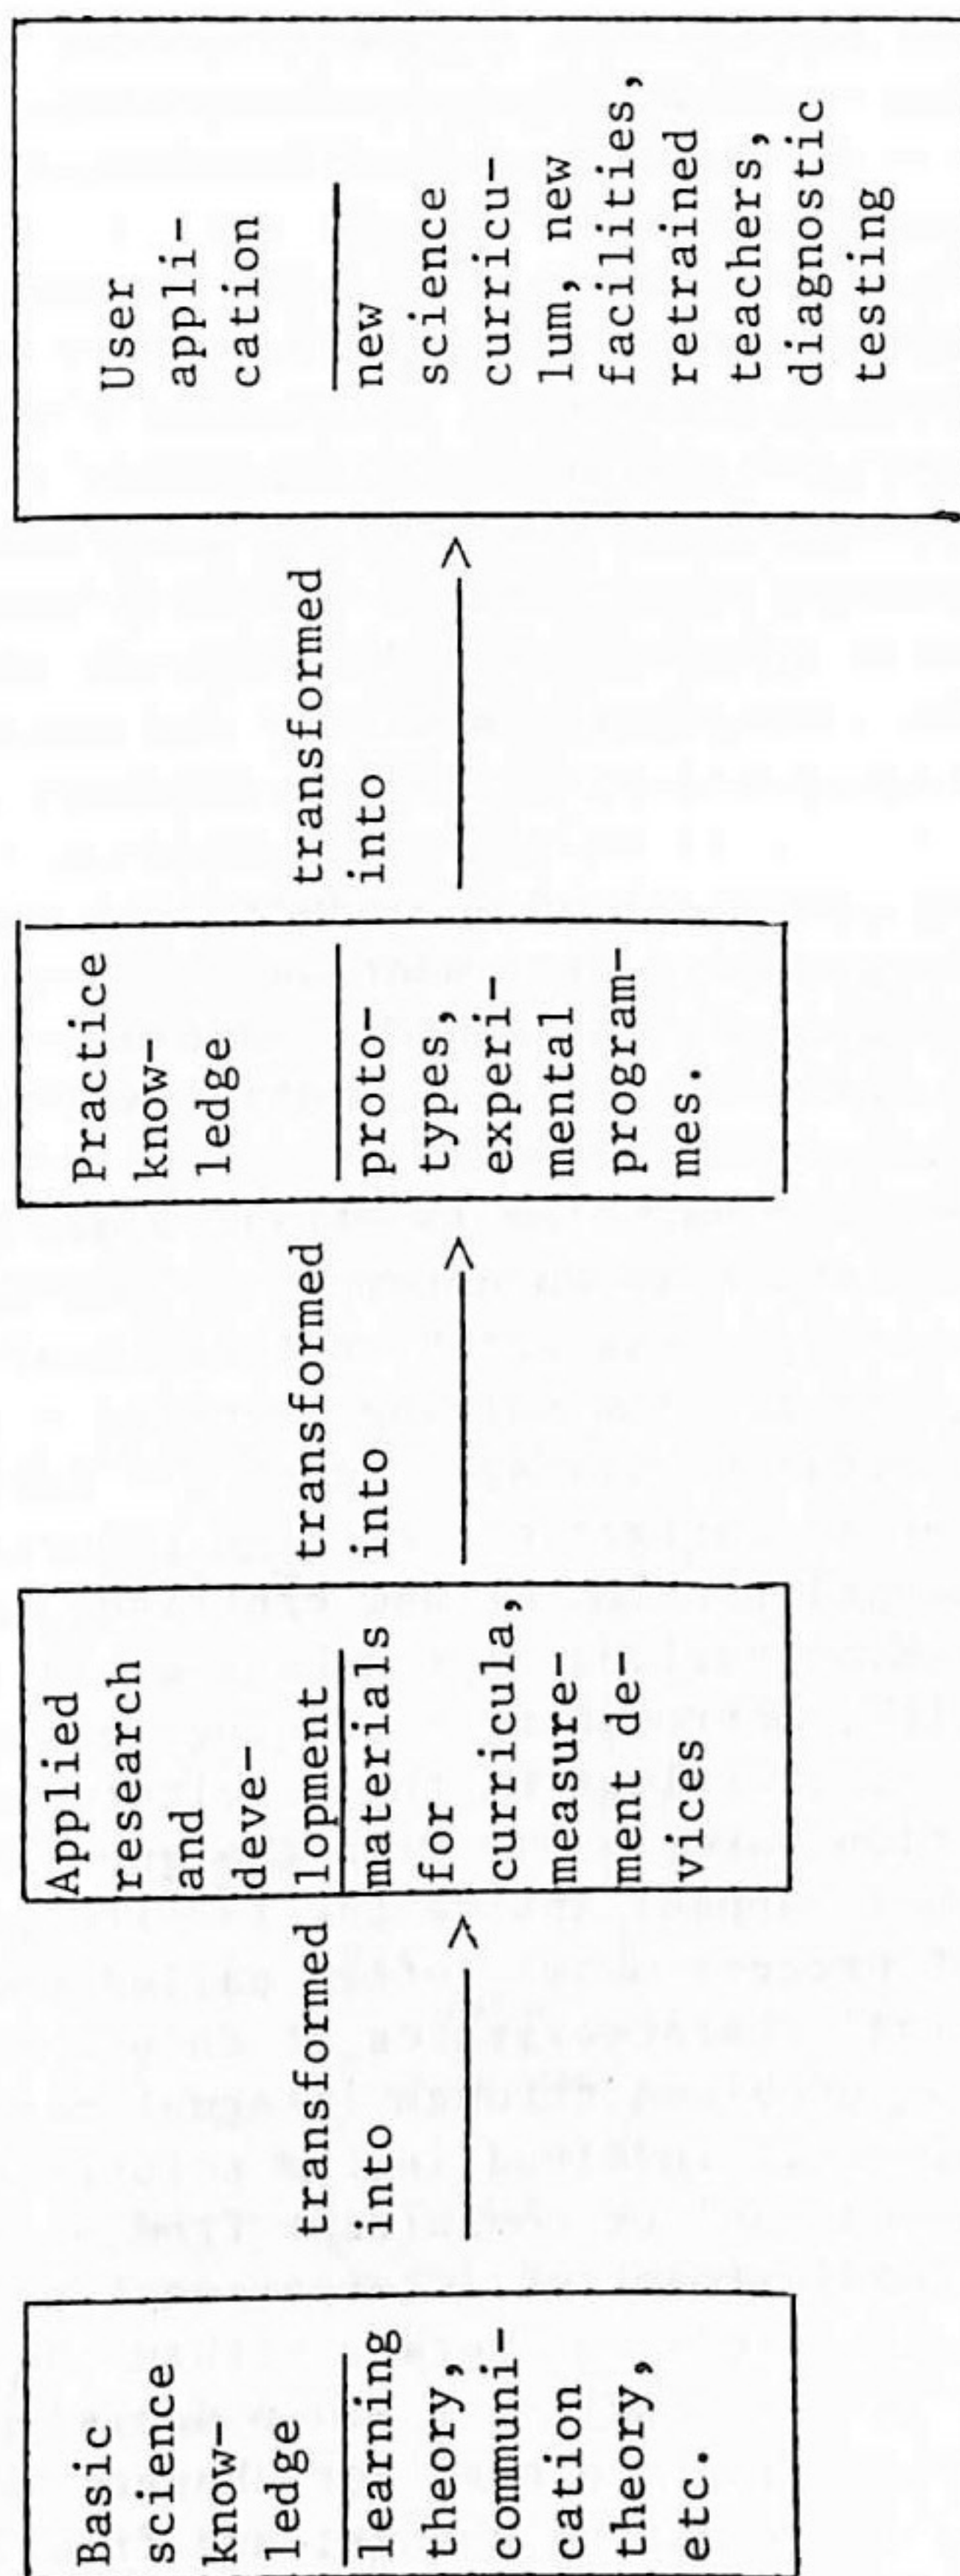 Basic
science
know-
ledge
learning
theory,
communi-
cation
theory,
etc.
transformed
into
Applied
research
and
deve-
lopment
materials
for
curricula,
measure-
ment de-
vices
transformed
into
Practice
know-
ledge
proto-
types,
experi-
mental
program-
mes.
transformed
into
User
appli-
cation
new
science
curricu-
lum, new
facilities,
retrained
teachers,
diagnostic
testing